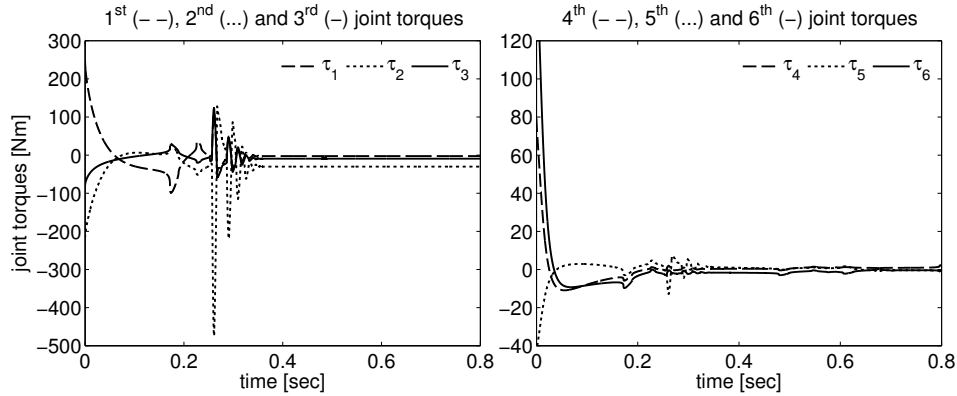 1st (– –), 2nd (...) and 3rd (–) joint torques
300
200
100
0
−100
−200
−300
−400
−500
joint torques [Nm]
τ1 τ2 τ3
0 0.2 0.4 0.6 0.8
time [sec]
4th (– –), 5th (...) and 6th (–) joint torques
120
100
80
60
40
20
0
−20
−40
τ4 τ5 τ6
0 0.2 0.4 0.6 0.8
time [sec]